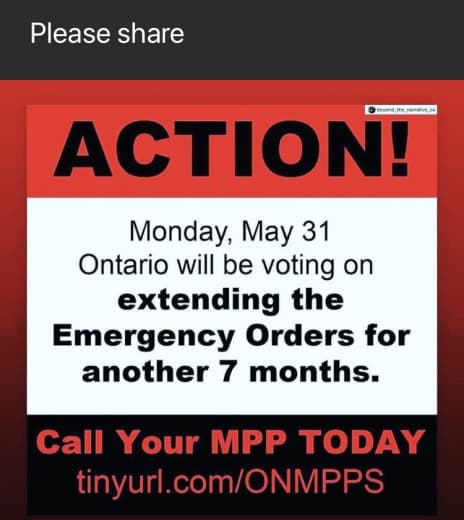 Please share
beyond_the_narrative_ca
ACTION!
Monday, May 31
Ontario will be voting on
extending the
Emergency Orders for
another 7 months.
Call Your MPP TODAY
tinyurl.com/ONMPPS